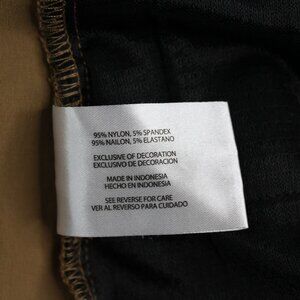 95% NYLON, 5% SPANDEX
95% NAILON, 5% ELASTANO
EXCLUSIVE OF DECORATION
EXCLUSIVO DE DECORACION
MADE IN INDONESIA
HECHO EN INDONESIA
SEE REVERSE FOR CARE
VER AL REVERSO PARA CUIDADO